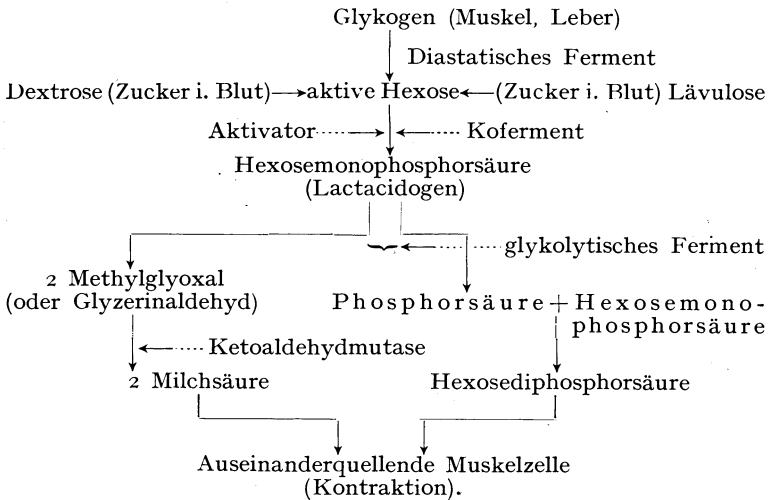 Glykogen (Muskel, Leber)
Diastatisches Ferment
Dextrose (Zucker i. Blut) aktive Hexose (Zucker i. Blut) Lävulose
Aktivator Koferment
Hexosemonophosphorsäure
(Lactacidogen)
glykolytisches Ferment
2 Methylglyoxal
(oder Glyzerinaldehyd) Phosphorsäure + Hexosemono-
phosphorsäure
Ketoaldehydmutase
2 Milchsäure Hexosediphosphorsäure
Auseinanderquellende Muskelzelle
(Kontraktion).